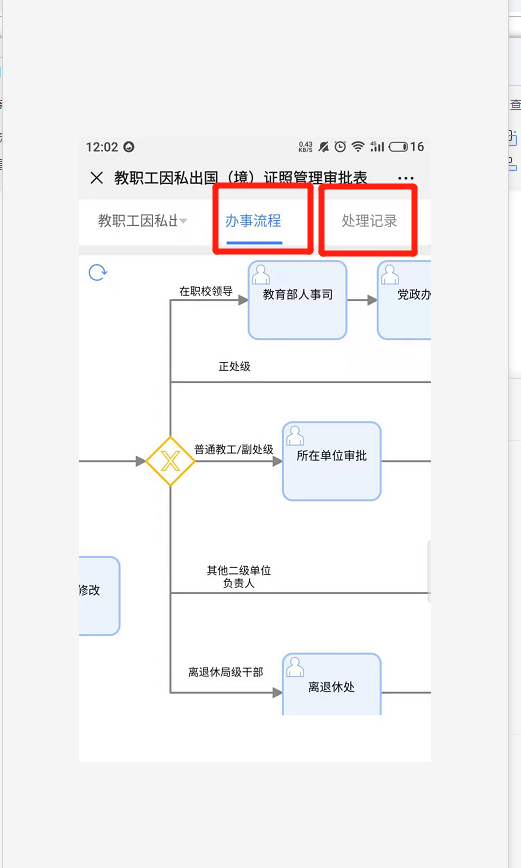 12:02
0.43
KB/S
4G
16
教职工因私出国（境）证照管理审批表
教职工因私出
办事流程
处理记录
在职校领导
教育部人事司
党政办
正处级
普通教工/副处级
所在单位审批
其他二级单位
负责人
修改
离退休局级干部
离退休处
查